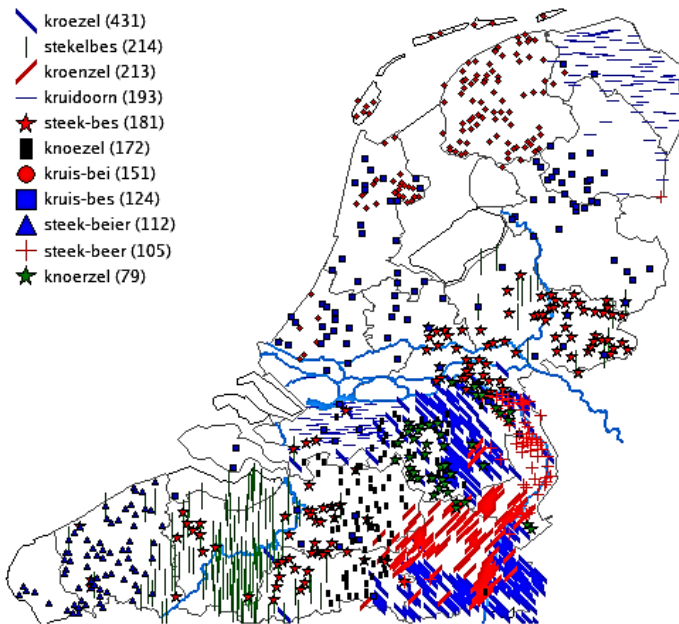 kroezel (431)
stekelbes (214)
kroenzel (213)
kruidoorn (193)
steek-bes (181)
knoezel (172)
kruis-bei (151)
kruis-bes (124)
steek-beier (112)
steek-beer (105)
knoerzel (79)